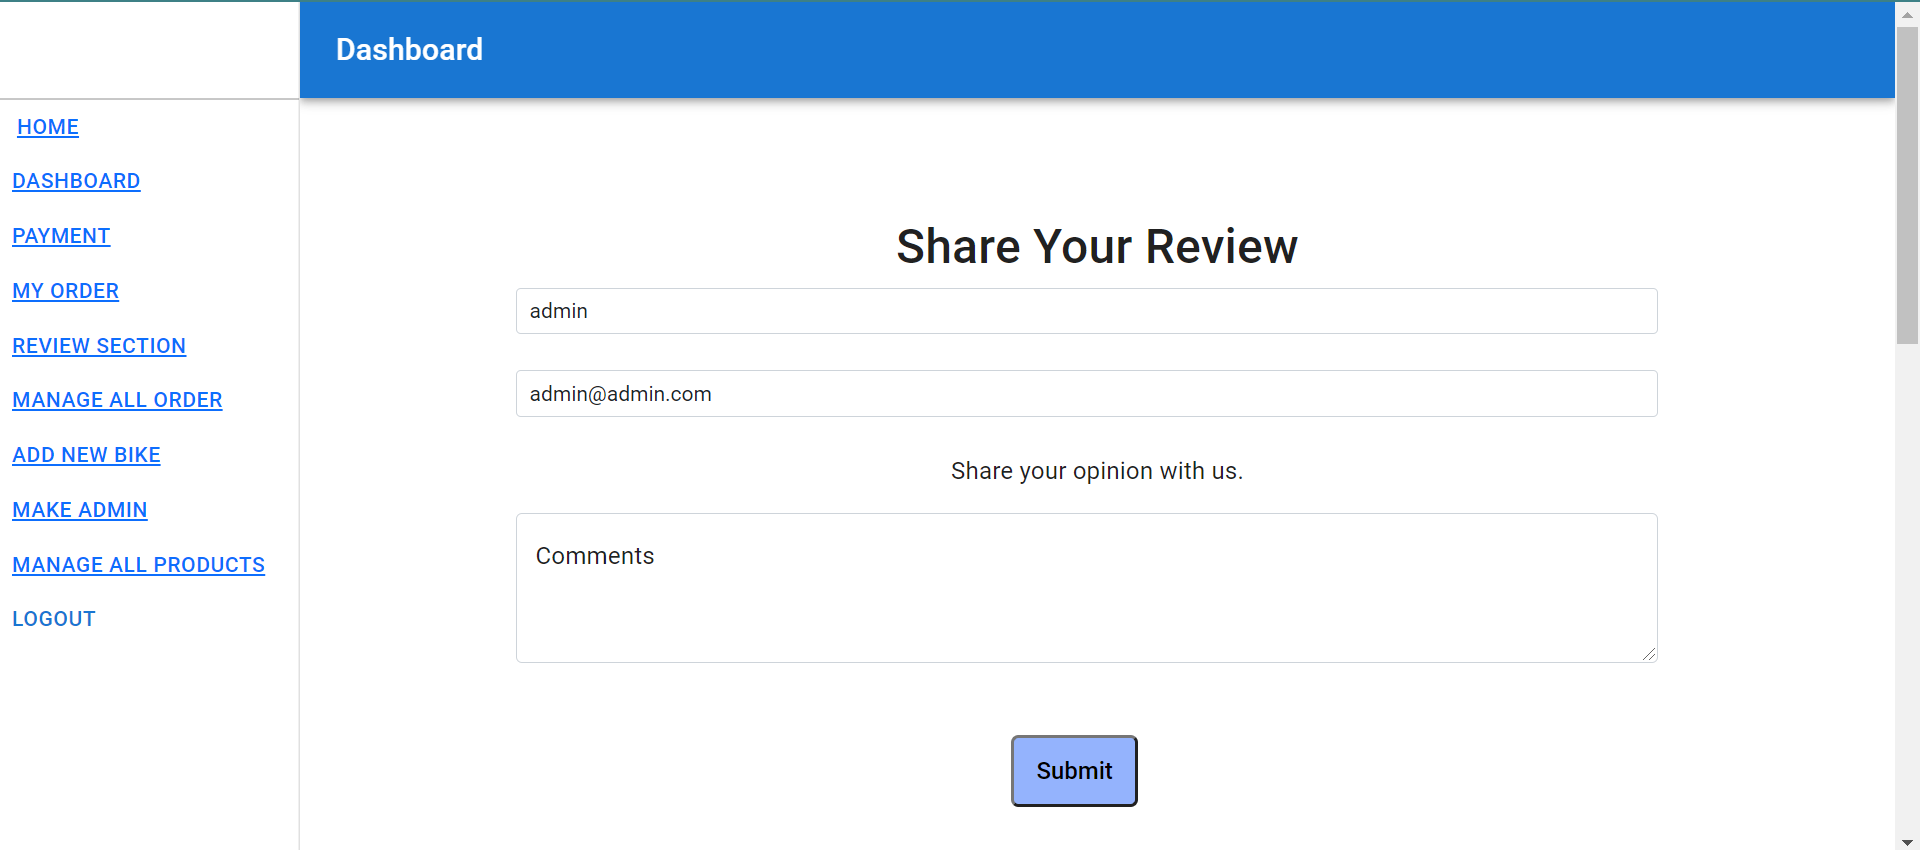 Dashboard
HOME
DASHBOARD
PAYMENT
MY ORDER
REVIEW SECTION
MANAGE ALL ORDER
ADD NEW BIKE
MAKE ADMIN
MANAGE ALL PRODUCTS
LOGOUT
Share Your Review
admin
admin@admin.com
Share your opinion with us.
Comments
Submit